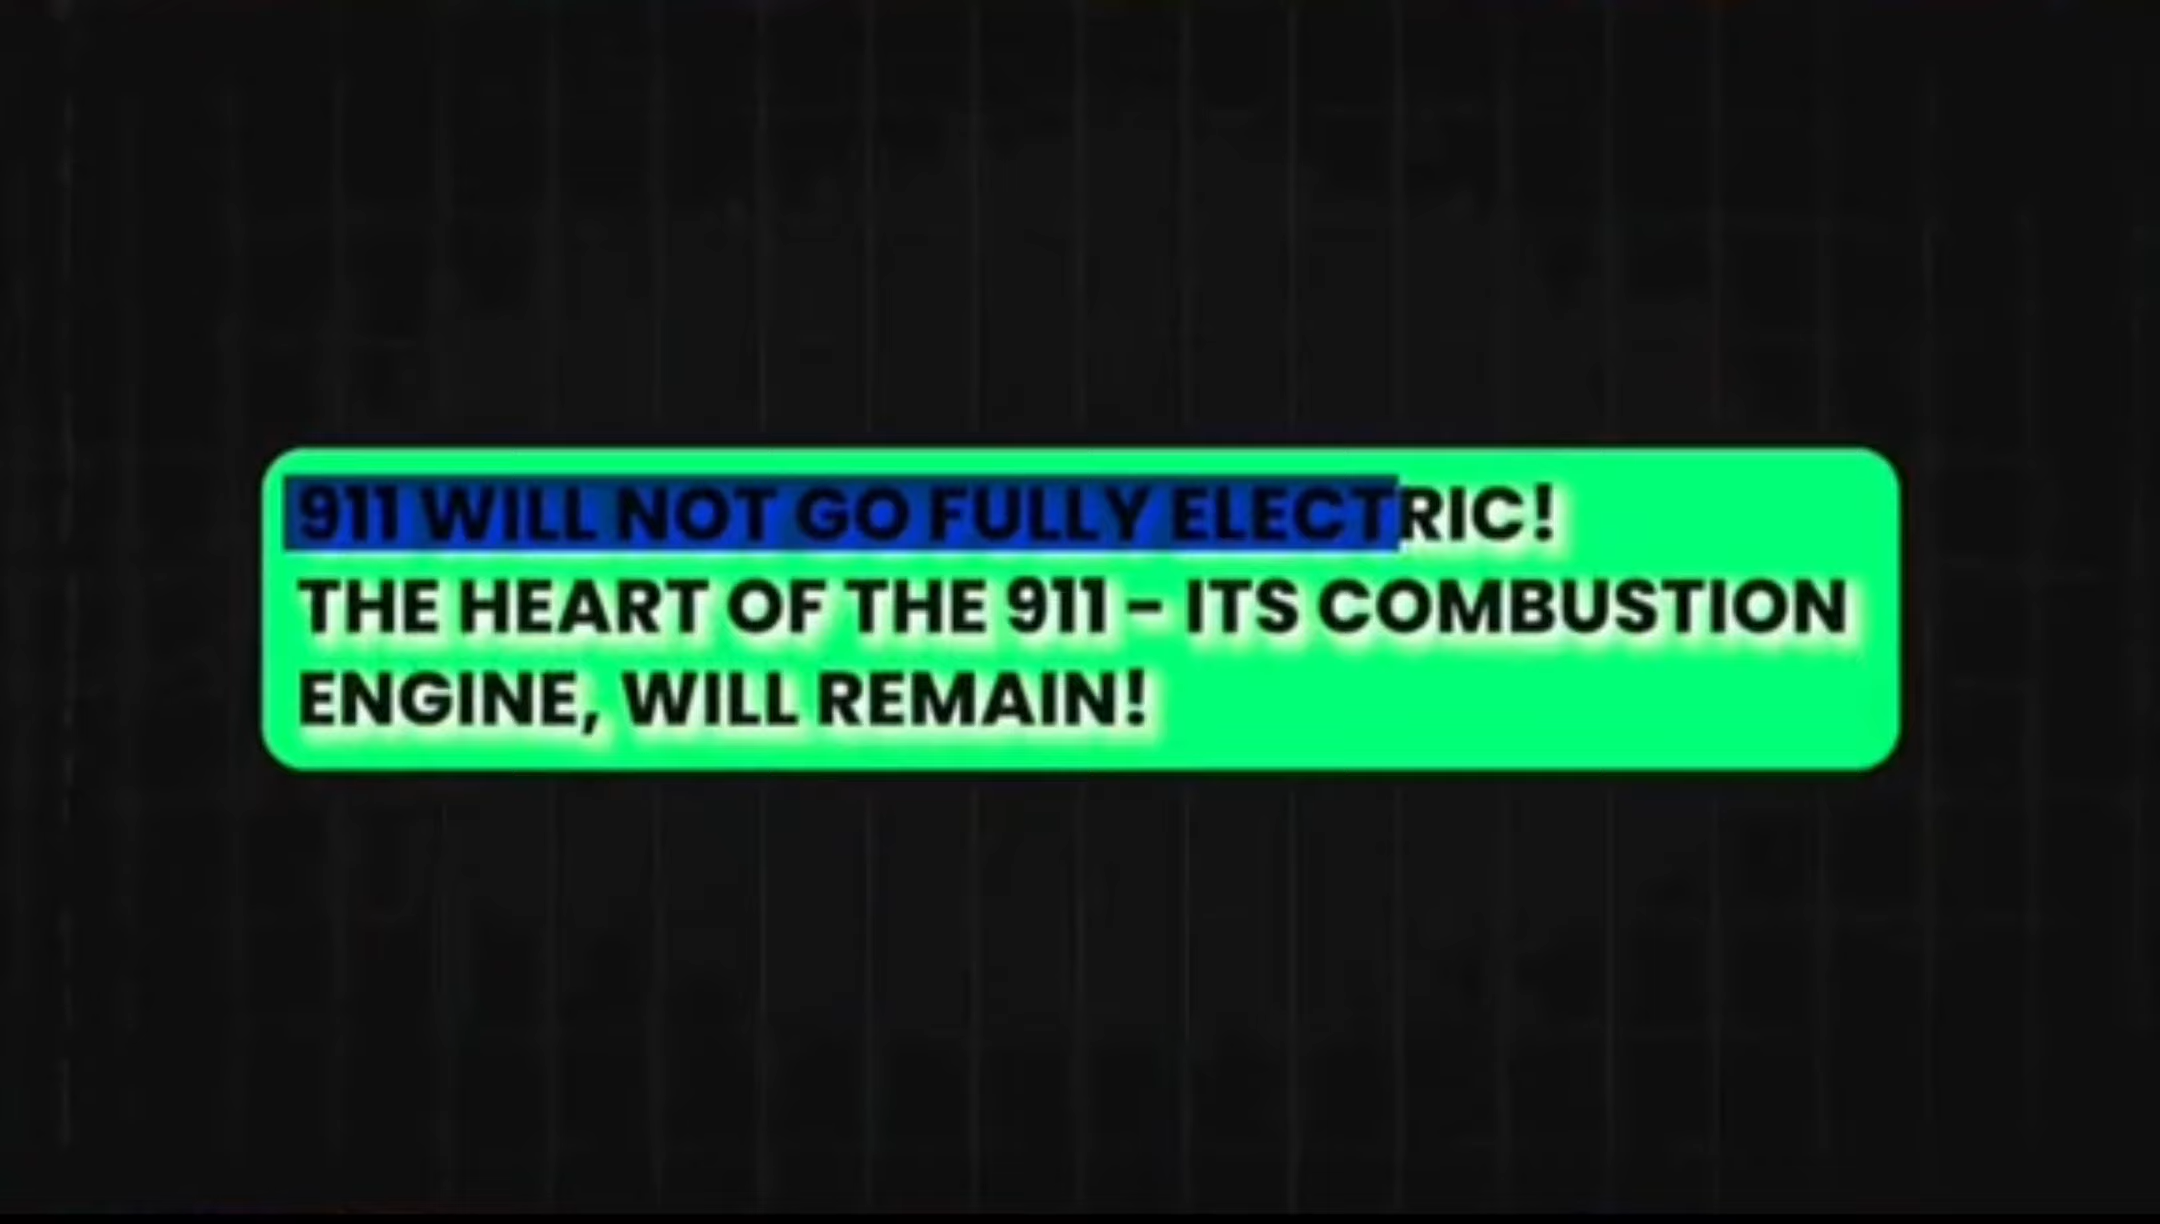 911 WILL NOT GO FULLY ELECTRIC!
THE HEART OF THE 911 – ITS COMBUSTION
ENGINE, WILL REMAIN!